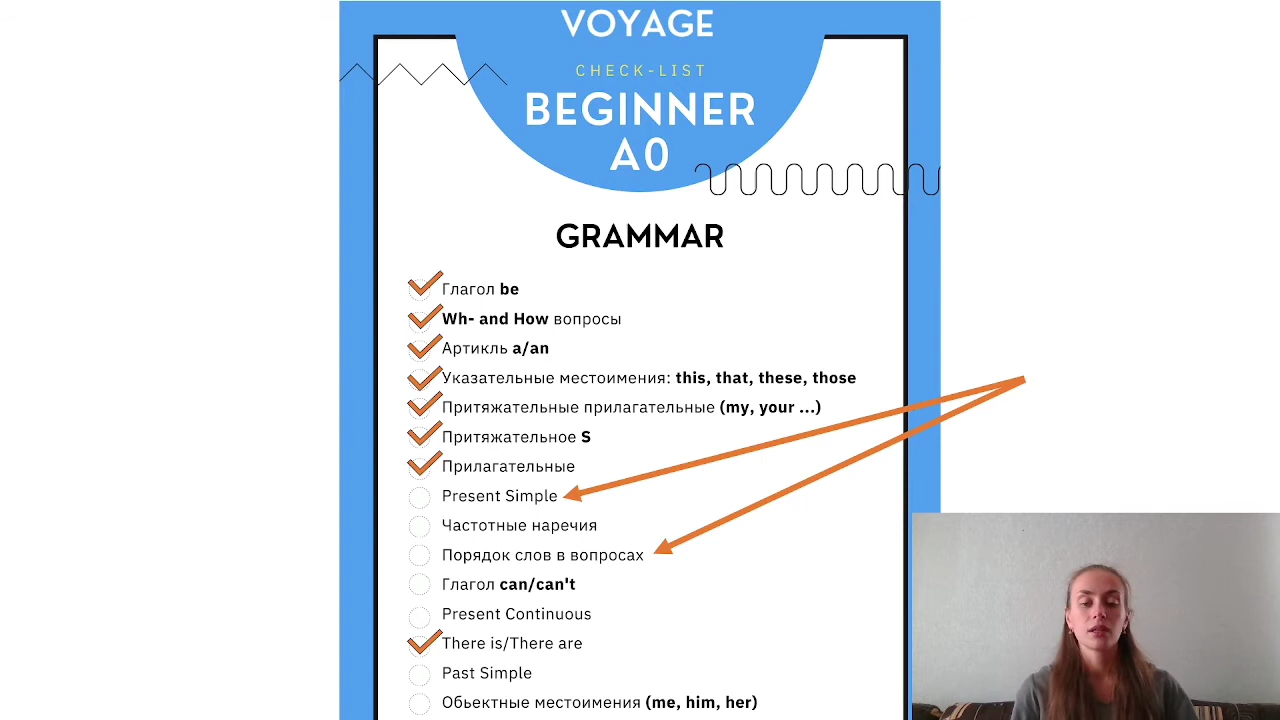 VOYAGE
CHECK-LIST
BEGINNER
A0
GRAMMAR
Глагол be
Wh- and How вопросы
Артикль a/an
Указательные местоимения: this, that, these, those
Притяжательные прилагательные (my, your ...)
Притяжательное S
Прилагательные
Present Simple
Частотные наречия
Порядок слов в вопросах
Глагол can/can't
Present Continuous
There is/There are
Past Simple
Обьектные местоимения (me, him, her)